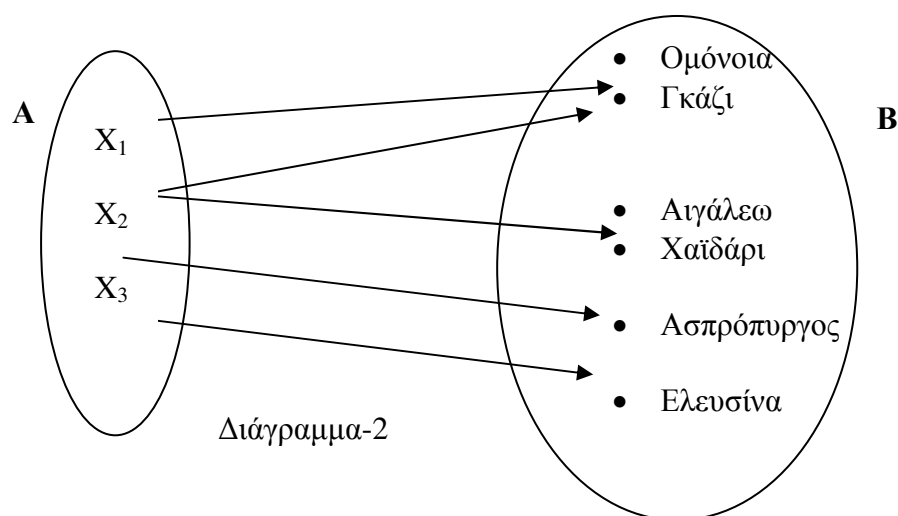 Α
X₁
X₂
X₃
Ομόνοια
Γκάζι
Αιγάλεω
Χαϊδάρι
Ασπρόπυργος
Ελευσίνα
Β
Διάγραμμα-2